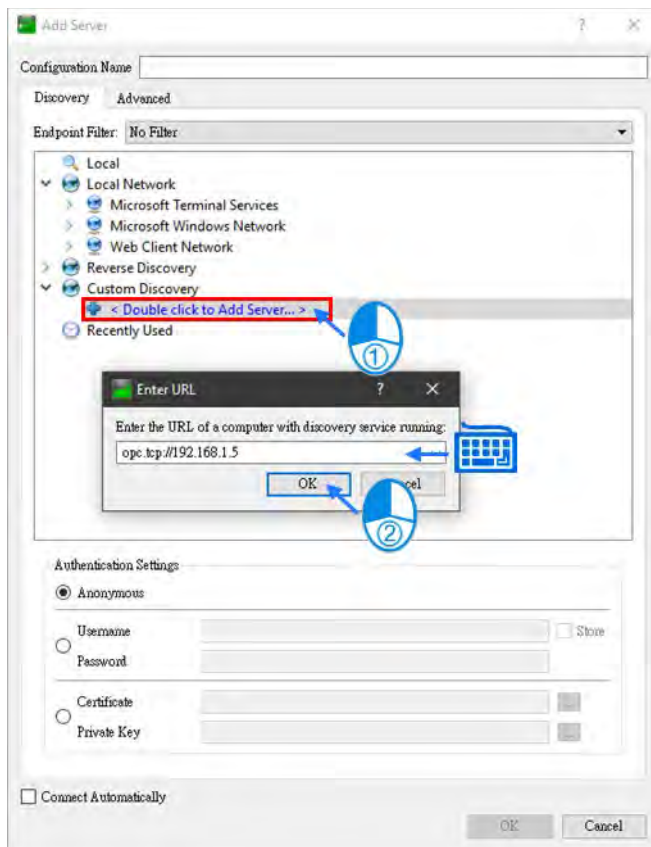 Add Server
Configuration Name
Discovery Advanced
Endpoint Filter: No Filter
Local
Local Network
Microsoft Terminal Services
Microsoft Windows Network
Web Client Network
Reverse Discovery
Custom Discovery
< Double click to Add Server... >
Recently Used
①
Enter URL
Enter the URL of a computer with discovery service running:
opc.tcp://192.168.1.5
OK
②
Authentication Settings
Anonymous
Username Store
Password
Certificate
Private Key
Connect Automatically
OK Cancel